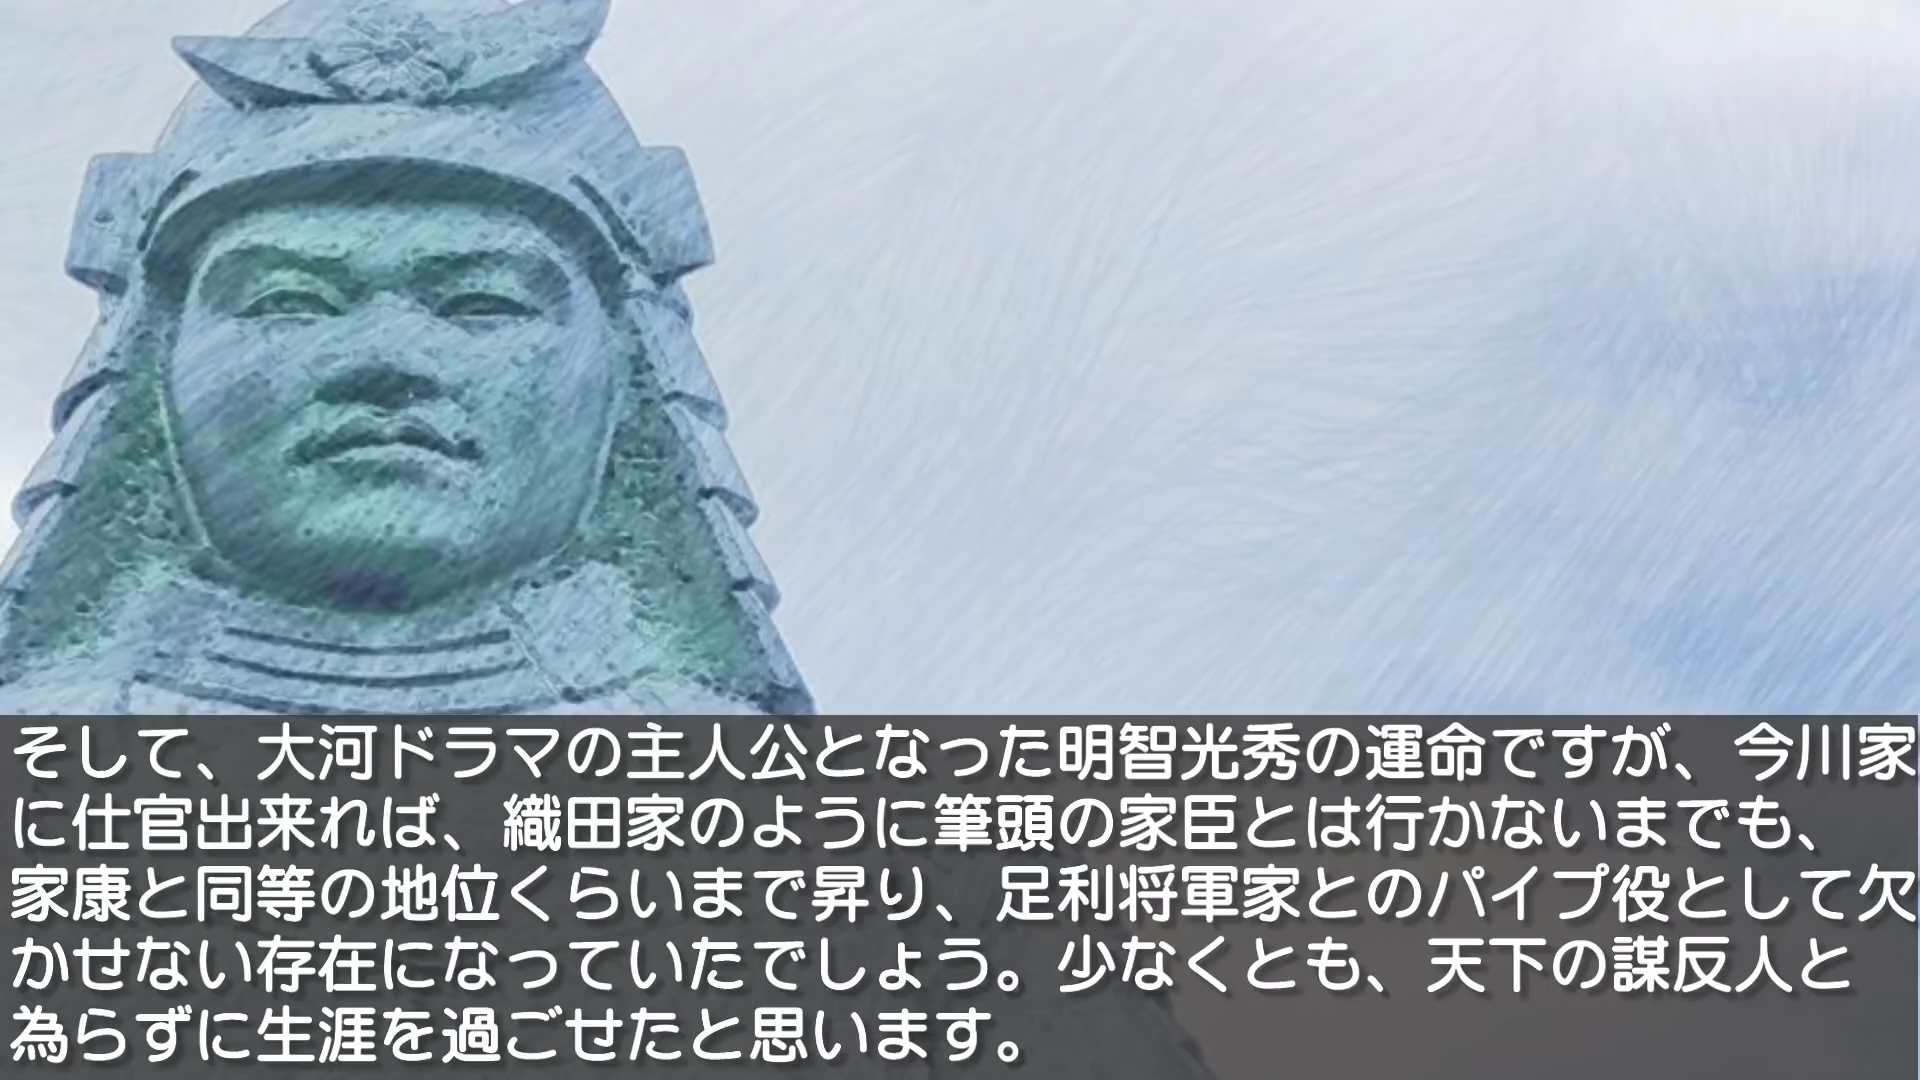 そして、大河ドラマの主人公となった明智光秀の運命ですが、今川家
に仕官出来れば、織田家のように筆頭の家臣とは行かないまでも、
家康と同等の地位くらいまで昇り、足利将軍家とのパイプ役として欠
かせない存在になっていたでしょう。少なくとも、天下の謀反人と
為らずに生涯を過ごせたと思います。